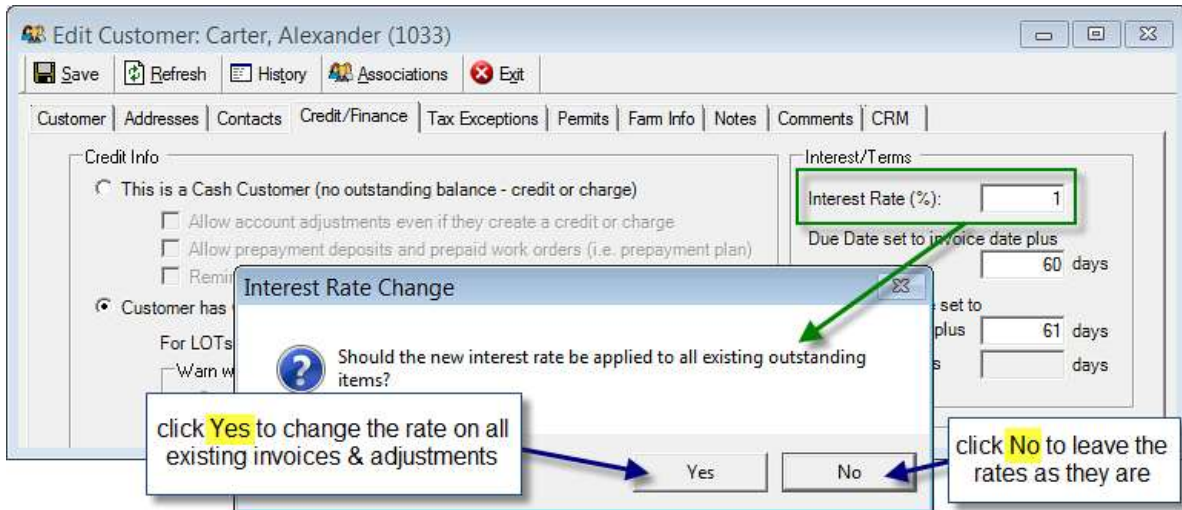 Edit Customer: Carter, Alexander (1033)
Save Refresh History Associations Exit
Customer Addresses Contacts Credit/Finance Tax Exceptions Permits Farm Info Notes Comments CRM
Credit Info
This is a Cash Customer (no outstanding balance - credit or charge)
Allow account adjustments even if they create a credit or charge
Allow prepayment deposits and prepaid work orders (i.e. prepayment plan)
Customer has
For LOTs
Warn
Interest/Terms
Interest Rate (%): 1
Due Date set to invoice date plus
60 days
set to
plus 61 days
days
Interest Rate Change
Should the new interest rate be applied to all existing outstanding
items?
Yes No
click Yes to change the rate on all
existing invoices & adjustments
click No to leave the
rates as they are